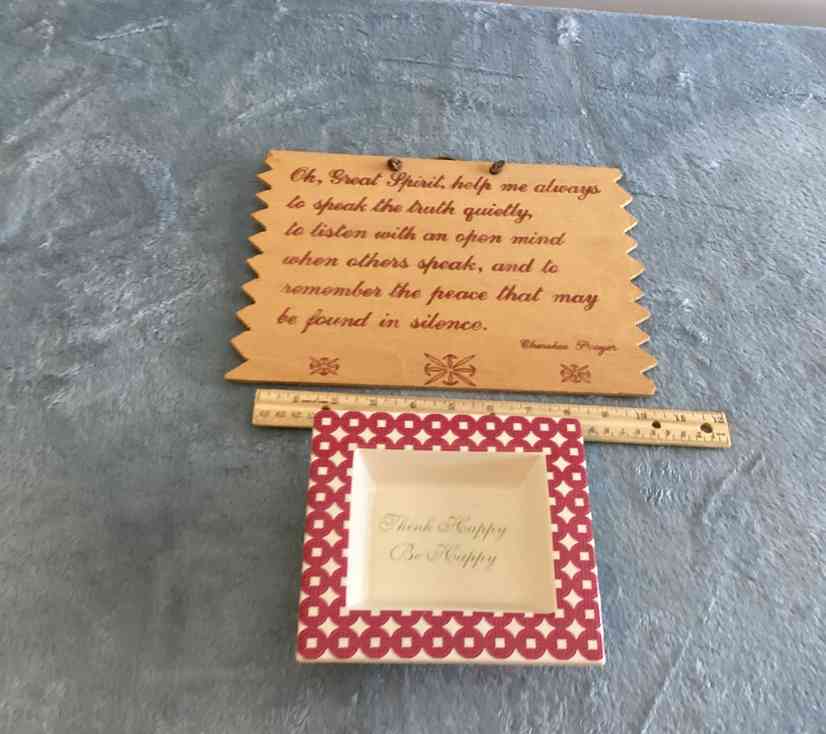 Oh, Great Spirit, help me always
to speak the truth quietly,
to listen with an open mind
when others speak, and to
remember the peace that may
be found in silence.
Cherokee Prayer
Think Happy
Be Happy